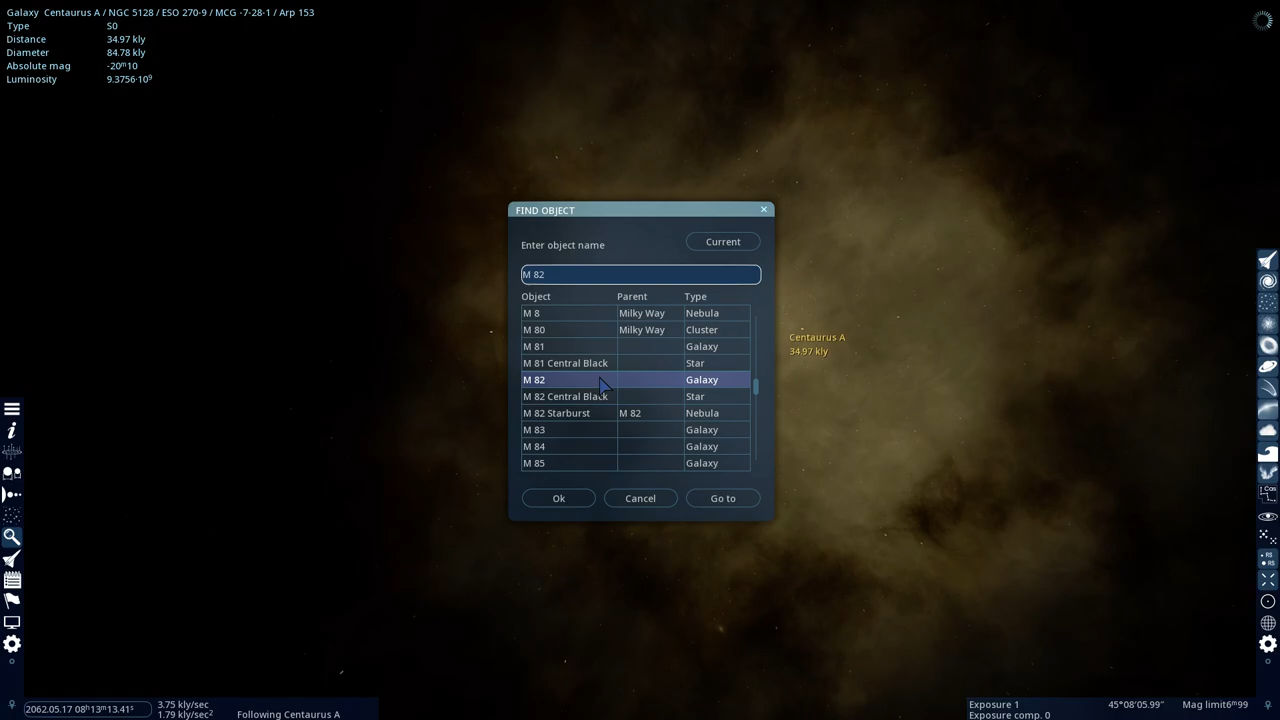 Galaxy Centaurus A / NGC 5128 / ESO 270-9 / MCG -7-28-1 / Arp 153
Type S0
Distance 34.97 kly
Diameter 84.78 kly
Absolute mag -20ᵐ10
Luminosity 9.3756·10⁹
FIND OBJECT
Enter object name Current
M 82
Object Parent Type
M 8 Milky Way Nebula
M 80 Milky Way Cluster
M 81 Galaxy
M 81 Central Black Star
M 82 Galaxy
M 82 Central Black Star
M 82 Starburst M 82 Nebula
M 83 Galaxy
M 84 Galaxy
M 85 Galaxy
Ok Cancel Go to
Centaurus A
34.97 kly
Can
RS
RS
2062.05.17 08ʰ13ᵐ13.41ˢ
3.75 kly/sec
1.79 kly/sec² Following Centaurus A
Exposure 1 45°08'05.99" Mag limit6ᵐ99
Exposure comp. 0